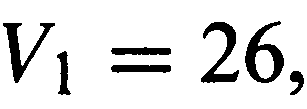 V₁ = 26,